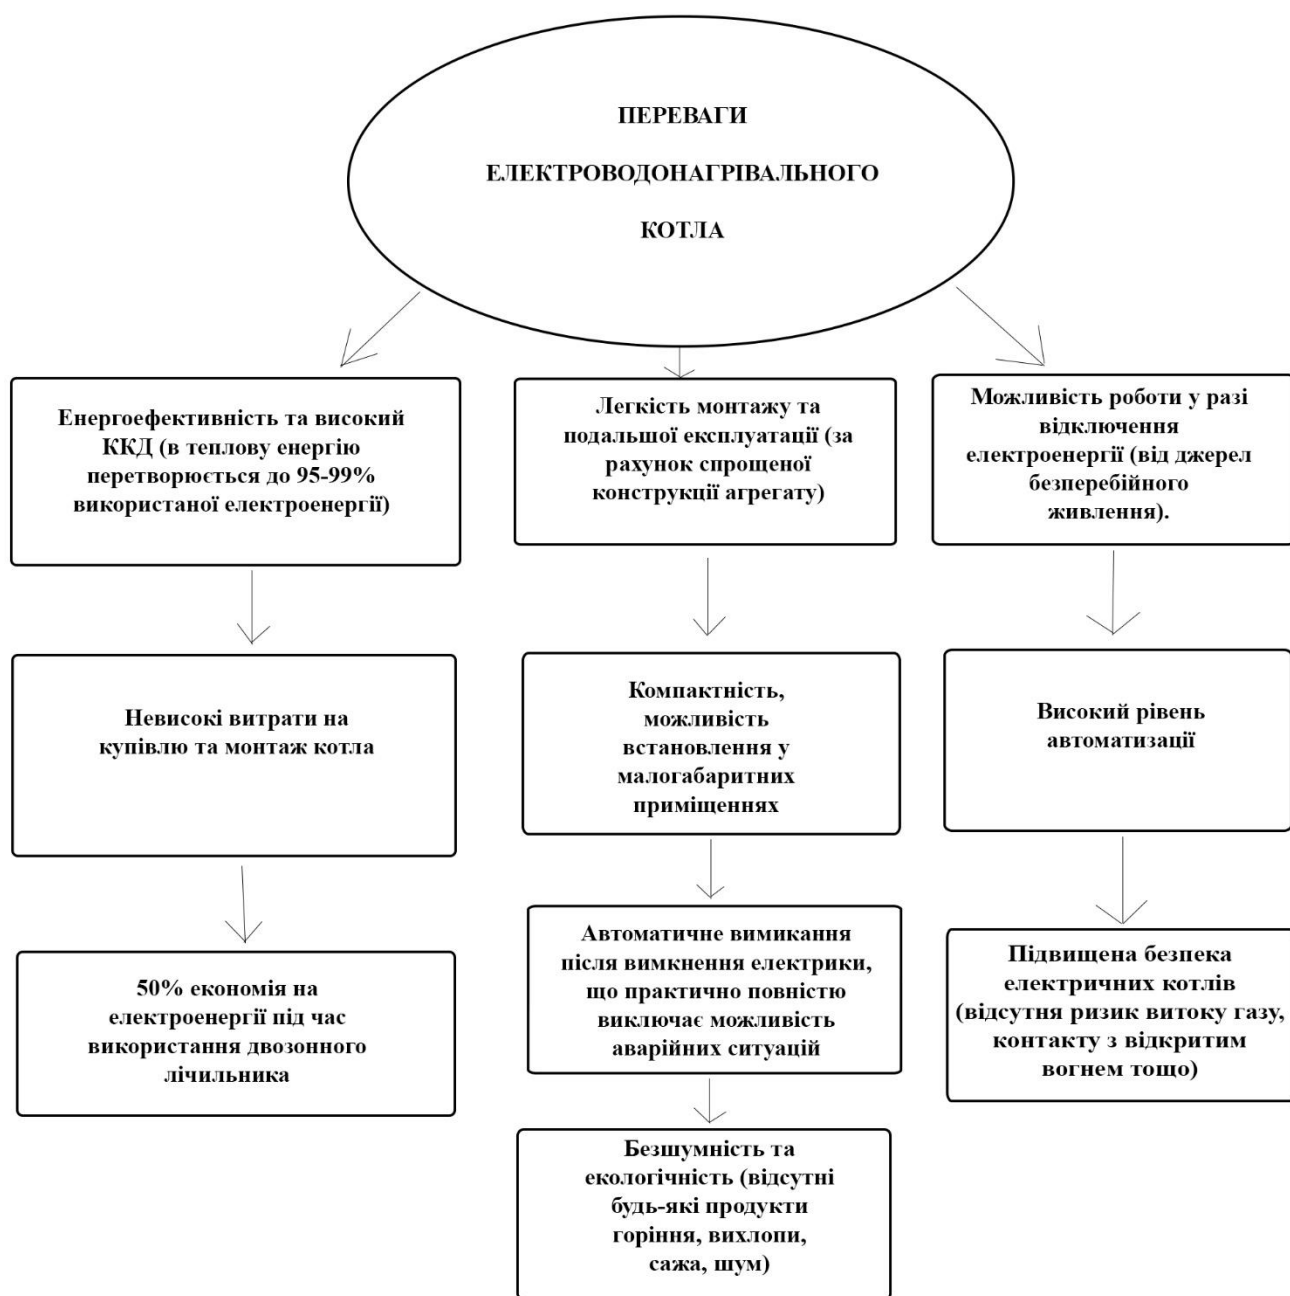 ПЕРЕВАГИ
ЕЛЕКТРОВОДОНАГРІВАЛЬНОГО
КОТЛА
Енергоефективність та високий
ККД (в теплову енергію
перетворюється до 95-99%
використаної електроенергії)
Легкість монтажу та
подальшої експлуатації (за
рахунок спрощеної
конструкції агрегату)
Можливість роботи у разі
відключення
електроенергії (від джерел
безперебійного
живлення).
Невисокі витрати на
купівлю та монтаж котла
Компактність,
можливість
встановлення у
малогабаритних
приміщеннях
Високий рівень
автоматизації
50% економія на
електроенергії під час
використання двозонного
лічильника
Автоматичне вимикання
після вимкнення електрики,
що практично повністю
виключає можливість
аварійних ситуацій
Підвищена безпека
електричних котлів
(відсутня ризик витоку газу,
контакту з відкритим
вогнем тощо)
Безшумність та
екологічність (відсутні
будь-які продукти
горіння, вихлопи,
сажа, шум)